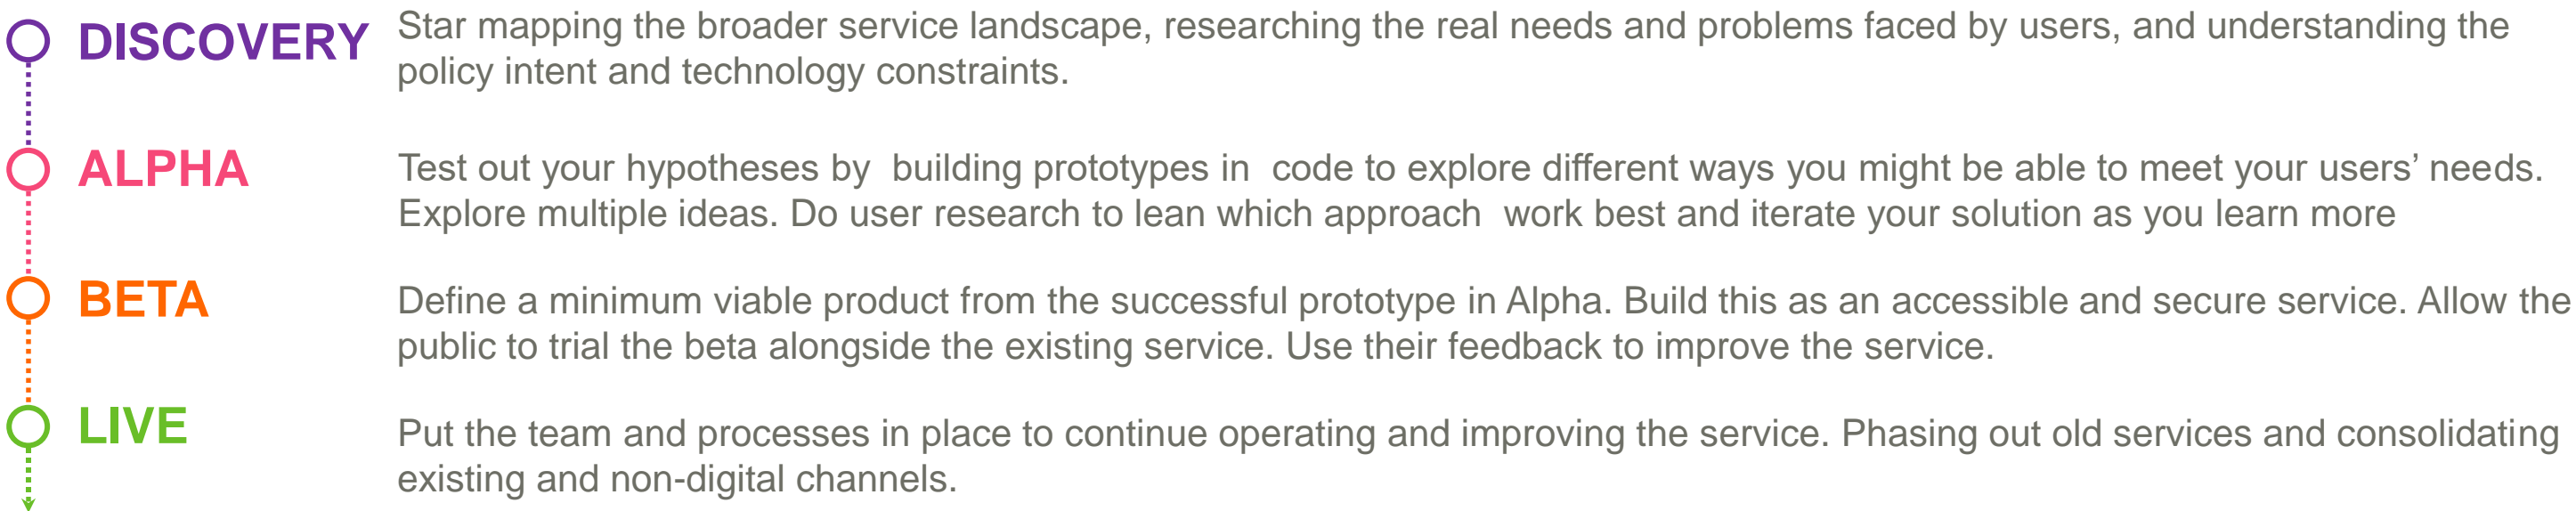 DISCOVERY
Star mapping the broader service landscape, researching the real needs and problems faced by users, and understanding the
policy intent and technology constraints.
ALPHA
Test out your hypotheses by  building prototypes in  code to explore different ways you might be able to meet your users’ needs.
Explore multiple ideas. Do user research to lean which approach  work best and iterate your solution as you learn more
BETA
Define a minimum viable product from the successful prototype in Alpha. Build this as an accessible and secure service. Allow the
public to trial the beta alongside the existing service. Use their feedback to improve the service.
LIVE
Put the team and processes in place to continue operating and improving the service. Phasing out old services and consolidating
existing and non-digital channels.